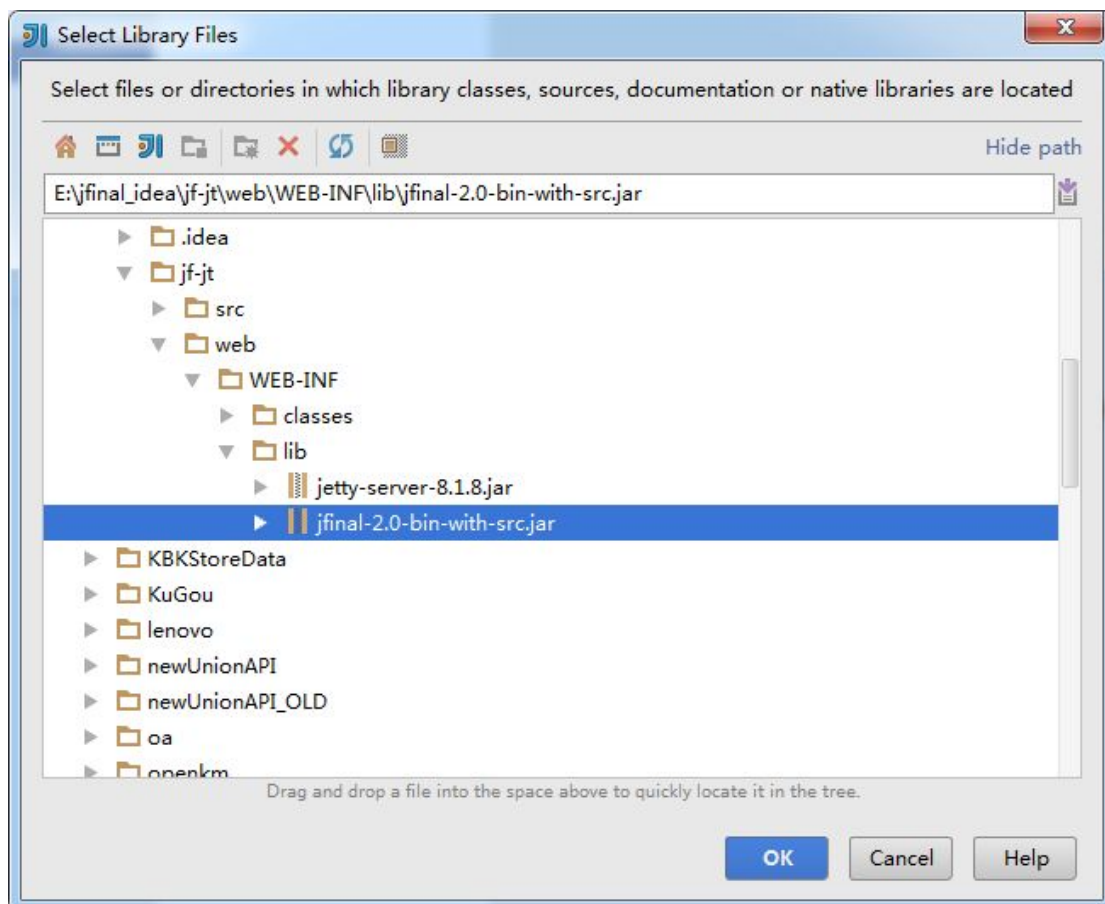 Select Library Files
Select files or directories in which library classes, sources, documentation or native libraries are located
Hide path
E:\jfinal_idea\jf-jt\web\WEB-INF\lib\jfinal-2.0-bin-with-src.jar
.idea
jf-jt
src
web
WEB-INF
classes
lib
jetty-server-8.1.8.jar
jfinal-2.0-bin-with-src.jar
KBKStoreData
KuGou
lenovo
newUnionAPI
newUnionAPI_OLD
oa
openkm
Drag and drop a file into the space above to quickly locate it in the tree.
OK Cancel Help